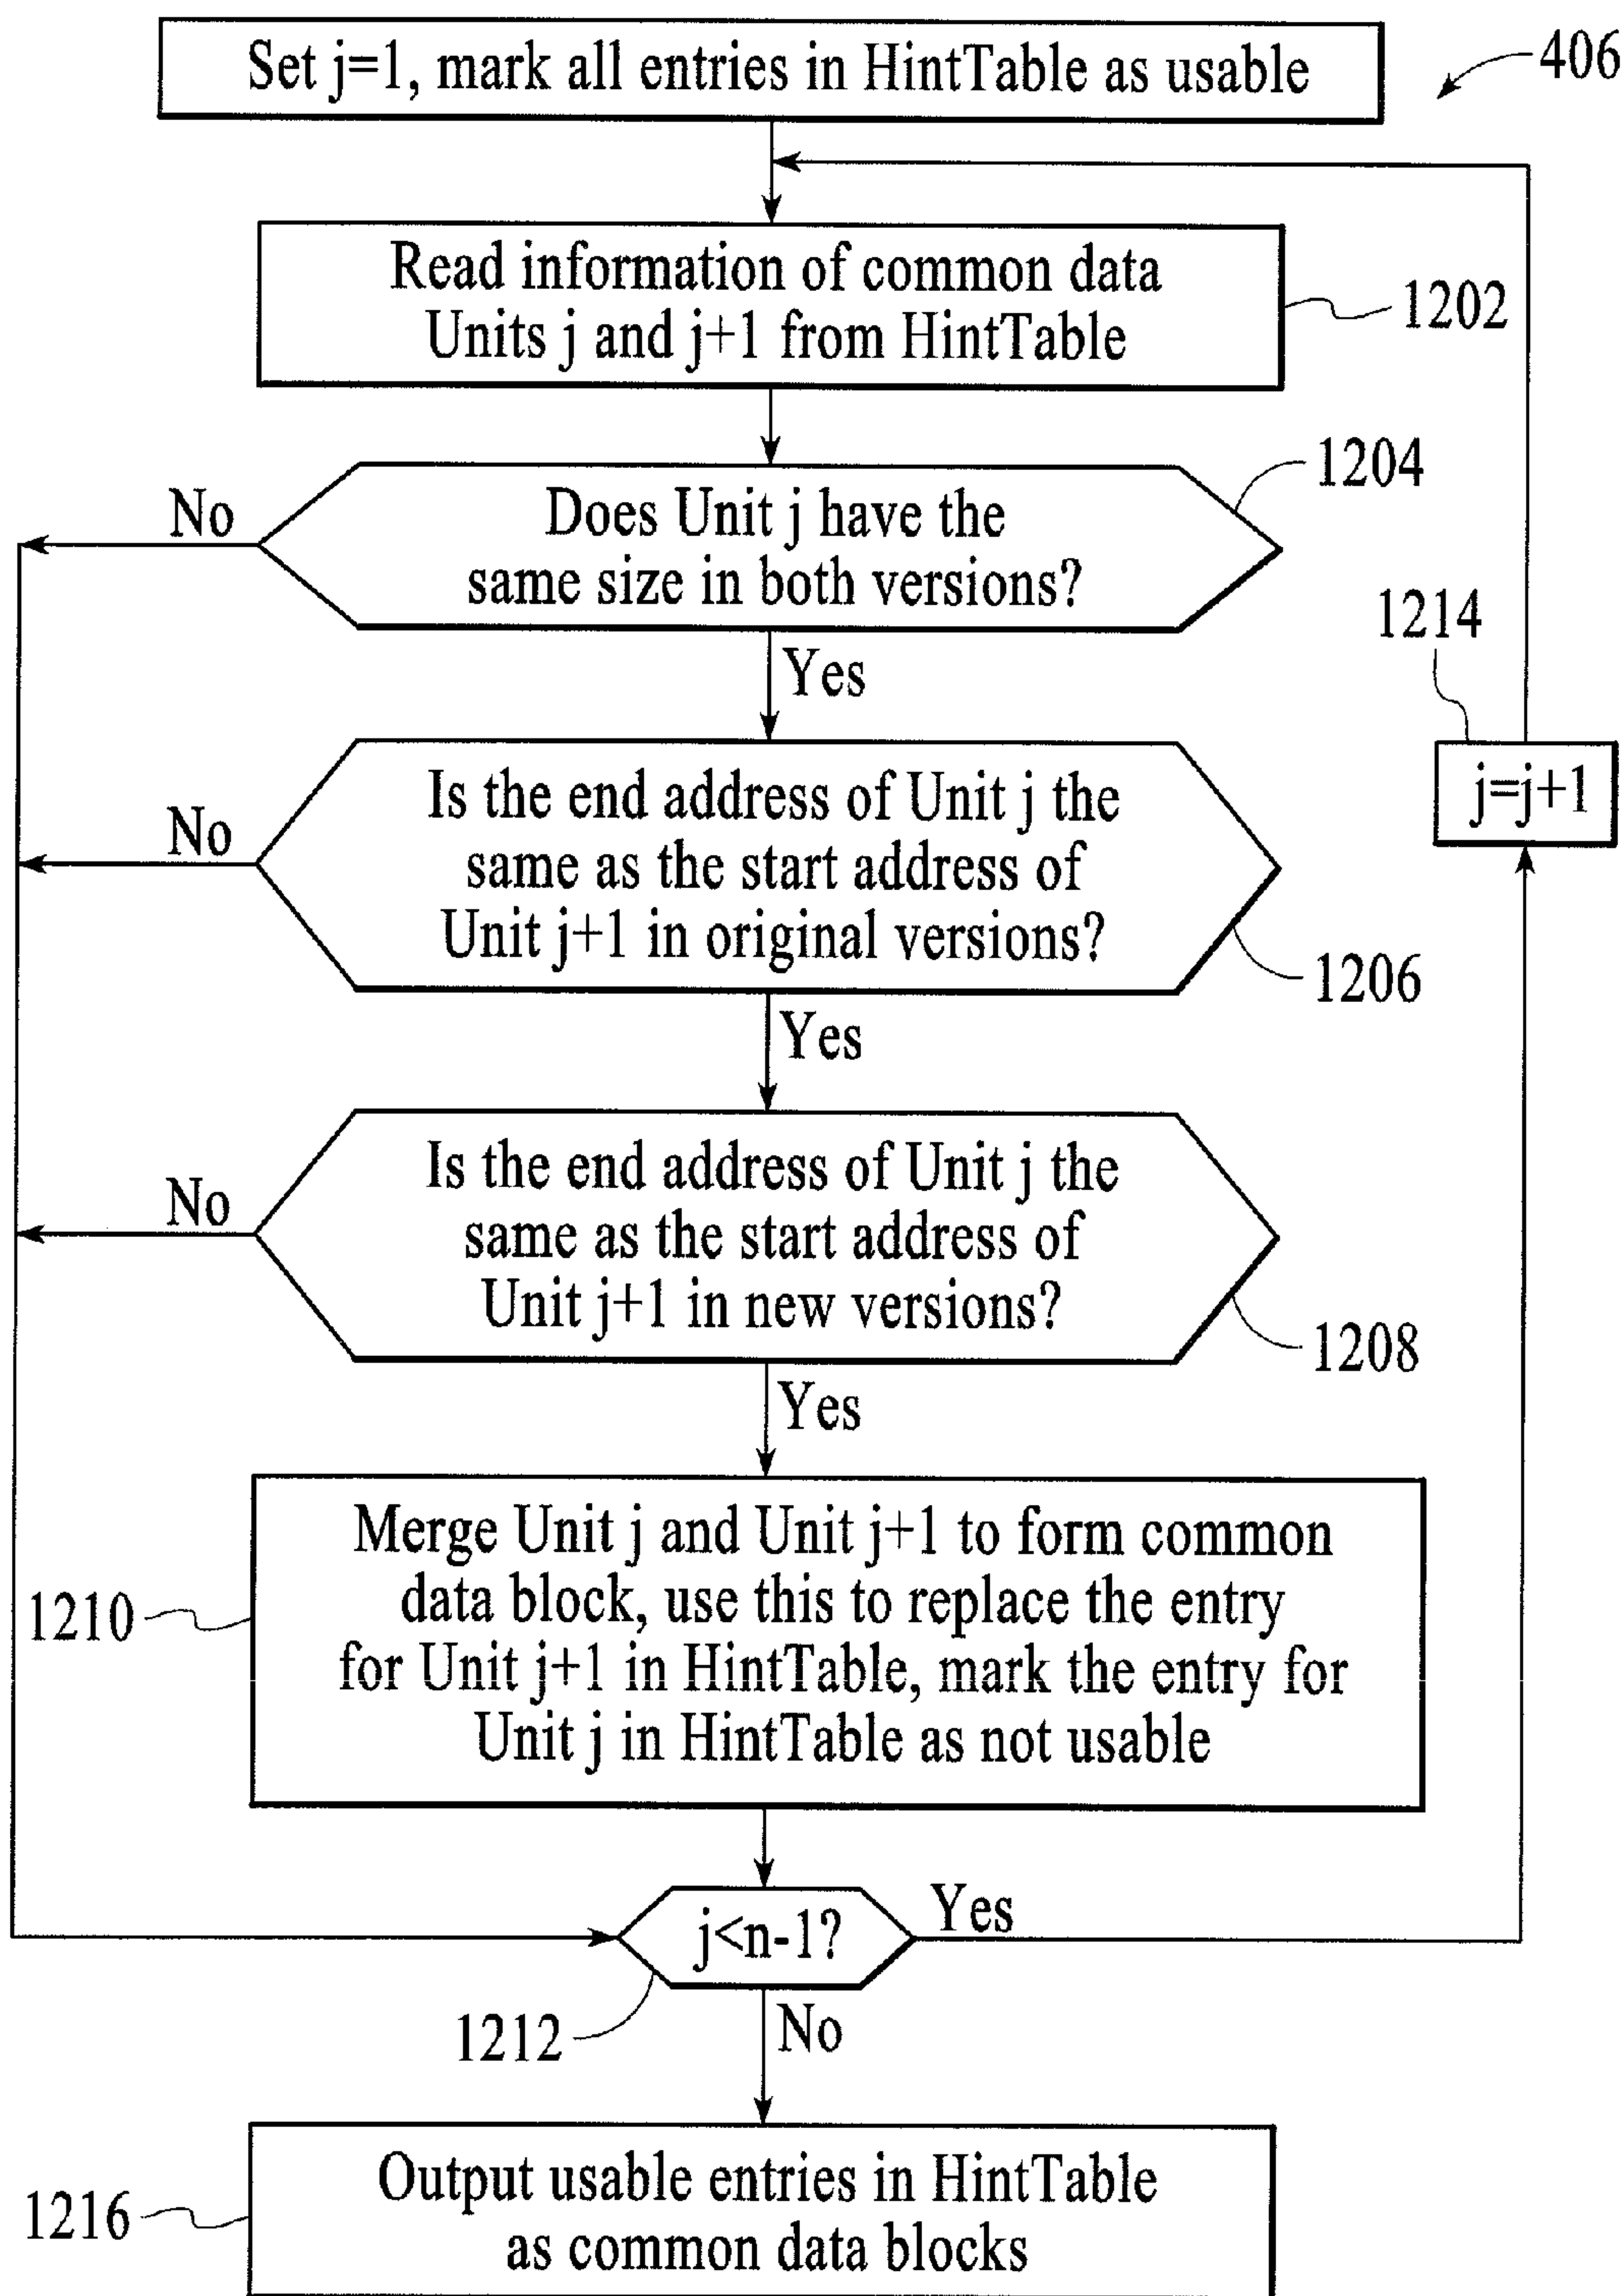 Set j=1, mark all entries in HintTable as usable
406
Read information of common data
Units j and j+1 from HintTable
1202
Does Unit j have the
same size in both versions?
1204
No
Yes
1214
j=j+1
Is the end address of Unit j the
same as the start address of
Unit j+1 in original versions?
No
1206
Yes
Is the end address of Unit j the
same as the start address of
Unit j+1 in new versions?
No
1208
Yes
Merge Unit j and Unit j+1 to form common
data block, use this to replace the entry
for Unit j+1 in HintTable, mark the entry for
Unit j in HintTable as not usable
1210
j<n-1?
Yes
1212
No
Output usable entries in HintTable
as common data blocks
1216